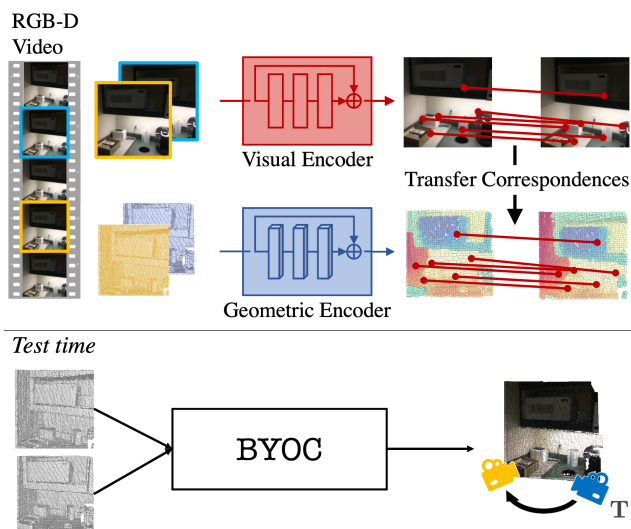 RGB-D
Video
Visual Encoder
Transfer Correspondences
Geometric Encoder
Test time
BYOC
T